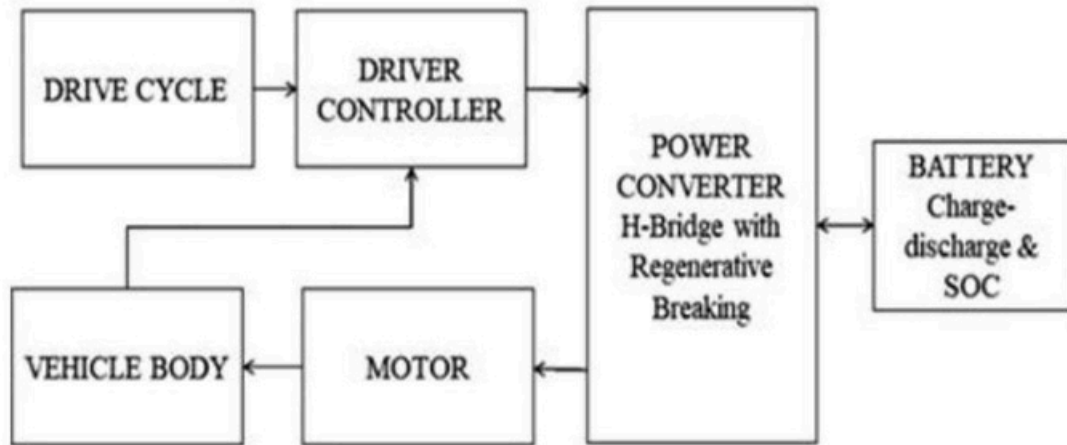 DRIVE CYCLE
DRIVER
CONTROLLER
POWER
CONVERTER
H-Bridge with
Regenerative
Breaking
BATTERY
Charge-
discharge &
SOC
VEHICLE BODY
MOTOR